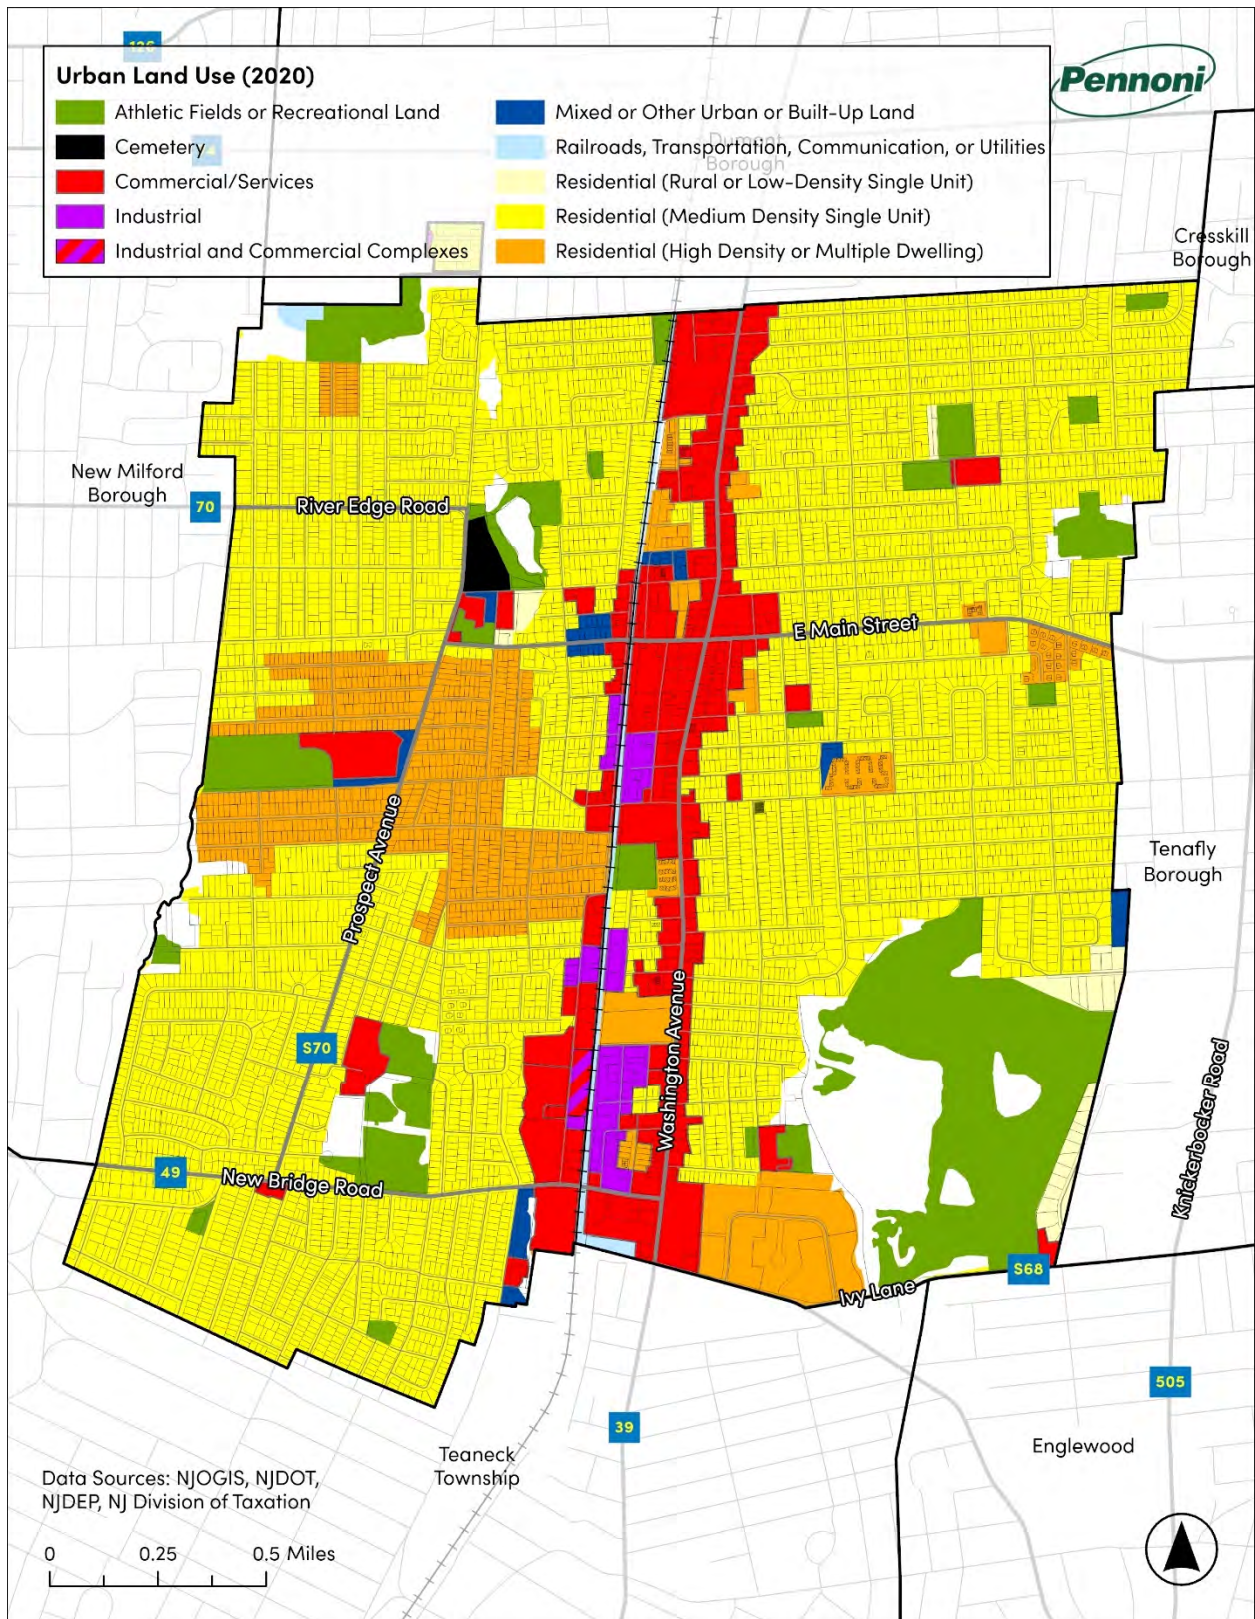 126
Urban Land Use (2020)
Athletic Fields or Recreational Land
Cemetery
Commercial/Services
Industrial
Industrial and Commercial Complexes
Mixed or Other Urban or Built-Up Land
Railroads, Transportation, Communication, or Utilities
Residential (Rural or Low-Density Single Unit)
Residential (Medium Density Single Unit)
Residential (High Density or Multiple Dwelling)
Pennoni
Dumont
Borough
Cresskill
Borough
New Milford
Borough
70
River Edge Road
E Main Street
Prospect Avenue
Tenafly
Borough
S70
Washington Avenue
Knickerbocker Road
49
New Bridge Road
S68
Ivy Lane
505
39
Englewood
Teaneck
Township
Data Sources: NJOGIS, NJDOT,
NJDEP, NJ Division of Taxation
0 0.25 0.5 Miles